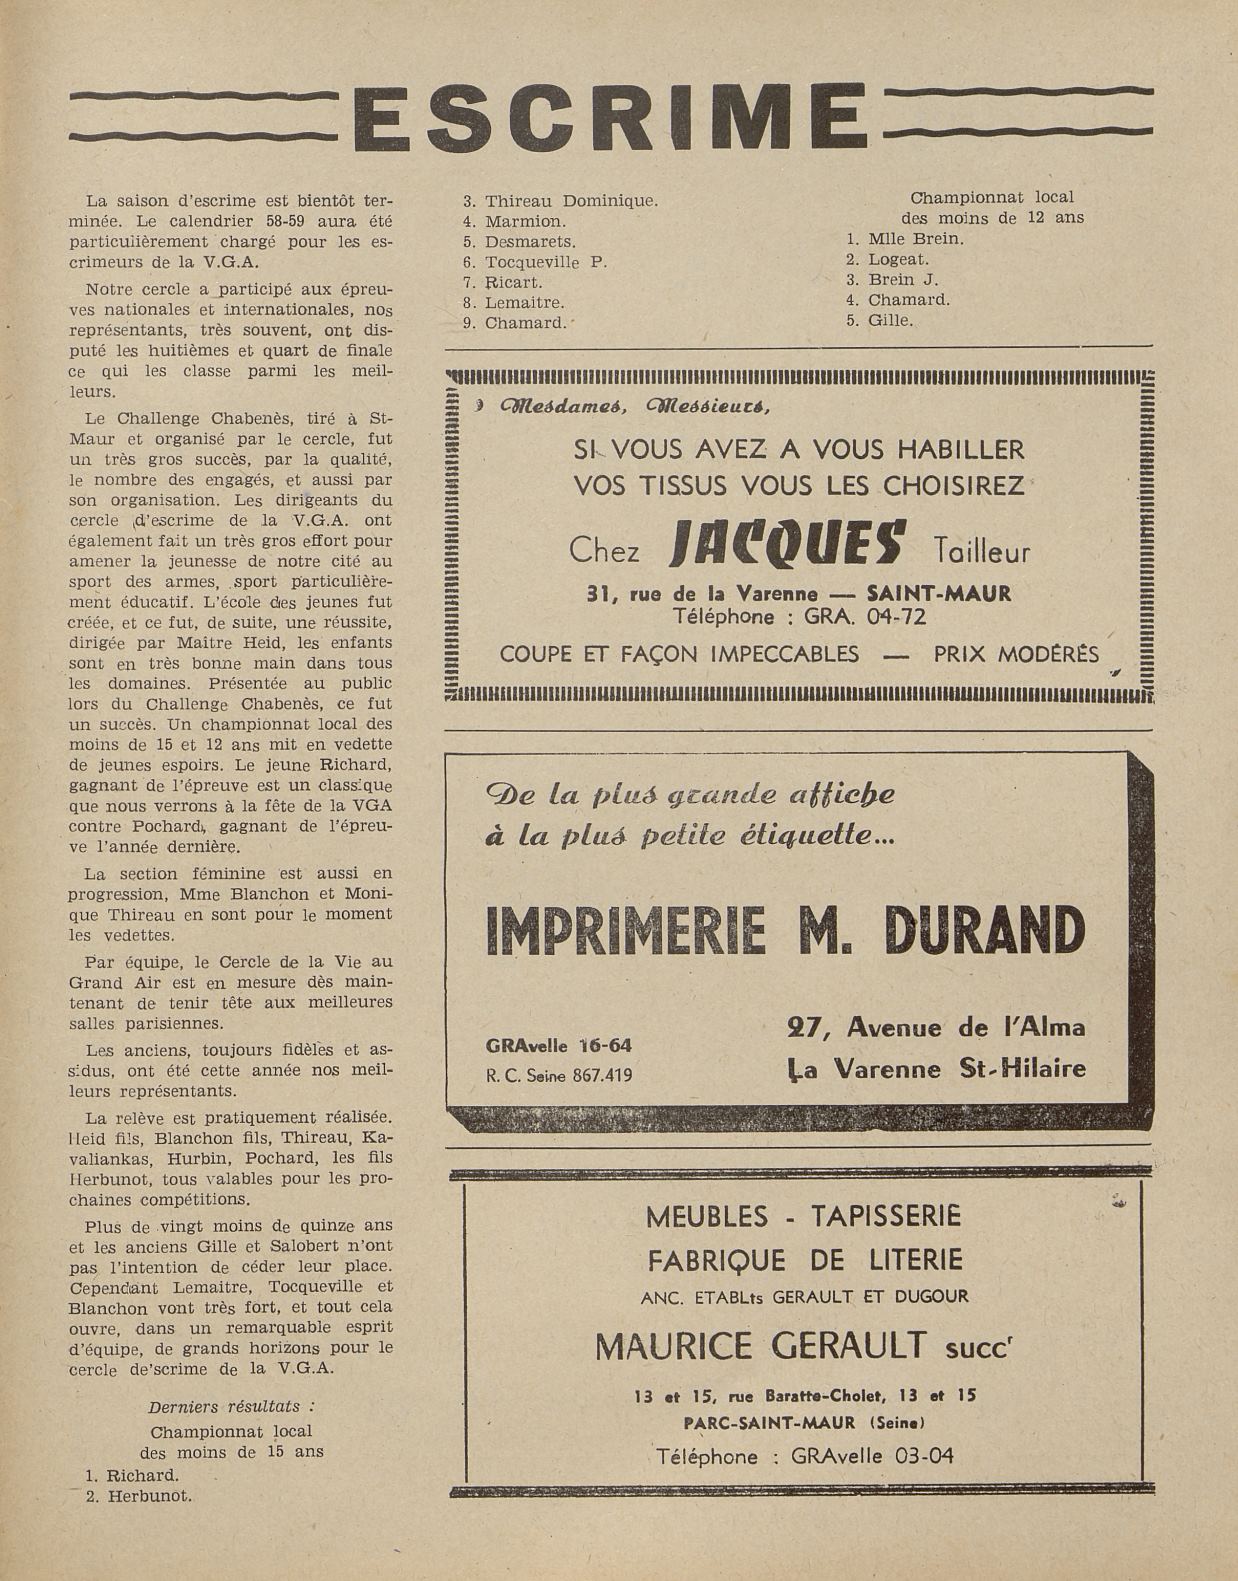 ESCRIME
La saison d'escrime est bientôt ter-
minée. Le calendrier 58-59 aura été
particulièrement chargé pour les es-
crimeurs de la V.G.A.
Notre cercle a participé aux épreu-
ves nationales et internationales, nos
représentants, très souvent, ont dis-
puté les huitièmes et quart de finale
ce qui les classe parmi les meil-
leurs.
Le Challenge Chabenès, tiré à St-
Maur et organisé par le cercle, fut
un très gros succès, par la qualité,
le nombre des engagés, et aussi par
son organisation. Les dirigeants du
cercle d'escrime de la V.G.A. ont
également fait un très gros effort pour
amener la jeunesse de notre cité au
sport des armes, sport particulière-
ment éducatif. L'école des jeunes fut
créée, et ce fut, de suite, une réussite,
dirigée par Maître Heid, les enfants
sont en très bonne main dans tous
les domaines. Présentée au public
lors du Challenge Chabenès, ce fut
un succès. Un championnat local des
moins de 15 et 12 ans mit en vedette
de jeunes espoirs. Le jeune Richard,
gagnant de l'épreuve est un classique
que nous verrons à la fête de la VGA
contre Pochard, gagnant de l'épreu-
ve l'année dernière.
La section féminine est aussi en
progression, Mme Blanchon et Moni-
que Thireau en sont pour le moment
les vedettes.
Par équipe, le Cercle de la Vie au
Grand Air est en mesure dès main-
tenant de tenir tête aux meilleures
salles parisiennes.
Les anciens, toujours fidèles et as-
sidus, ont été cette année nos meil-
leurs représentants.
La relève est pratiquement réalisée.
Heid fils, Blanchon fils, Thireau, Ka-
valiankas, Hurbin, Pochard, les fils
Herbunot, tous valables pour les pro-
chaines compétitions.
Plus de vingt moins de quinze ans
et les anciens Gille et Salobert n'ont
pas l'intention de céder leur place.
Cependant Lemaitre, Tocqueville et
Blanchon vont très fort, et tout cela
ouvre, dans un remarquable esprit
d'équipe, de grands horizons pour le
cercle de'scrime de la V.G.A.
Derniers résultats :
Championnat local
des moins de 15 ans
1. Richard.
2. Herbunot.
3. Thireau Dominique.
4. Marmion.
5. Desmarets.
6. Tocqueville P.
7. Ricart.
8. Lemaitre.
9. Chamard.
Championnat local
des moins de 12 ans
1. Mlle Brein.
2. Logeat.
3. Brein J.
4. Chamard.
5. Gille.
Mesdames, Messieurs,
SI VOUS AVEZ A VOUS HABILLER
VOS TISSUS VOUS LES CHOISIREZ
Chez JACQUES Tailleur
31, rue de la Varenne — SAINT-MAUR
Téléphone : GRA. 04-72
COUPE ET FAÇON IMPECCABLES — PRIX MODÉRÉS
De la plus grande affiche
à la plus petite étiquette...
IMPRIMERIE M. DURAND
27, Avenue de l'Alma
La Varenne St-Hilaire
GRAvelle 16-64
R. C. Seine 867.419
MEUBLES - TAPISSERIE
FABRIQUE DE LITERIE
ANC. ETABLts GERAULT ET DUGOUR
MAURICE GERAULT succr
13 et 15, rue Baratte-Cholet, 13 et 15
PARC-SAINT-MAUR (Seine)
Téléphone : GRAvelle 03-04